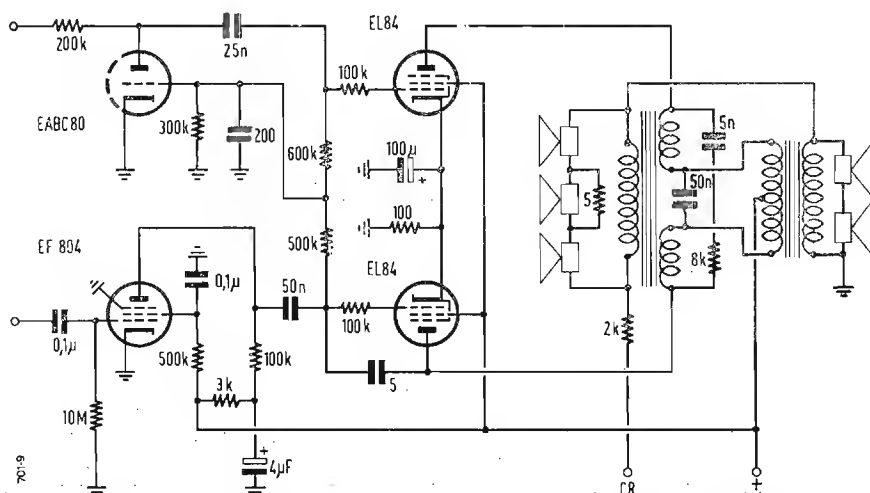 EL84
200k
25n
100k
EABC80
300k
200
600k
100µ
+
5n
50n
5
100
500k
EF 804
EL84
8k
0,1µ
50n
100k
2k
0,1µ
500k
100k
3k
5
10M
+
4µF
701-9
CR
+